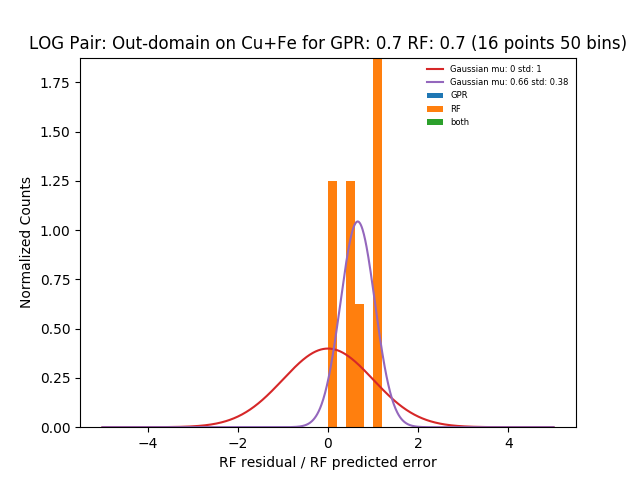 LOG Pair: Out-domain on Cu+Fe for GPR: 0.7 RF: 0.7 (16 points 50 bins)
Gaussian mu: 0 std: 1
Gaussian mu: 0.66 std: 0.38
GPR
RF
both
Normalized Counts
1.75
1.50
1.25
1.00
0.75
0.50
0.25
0.00
−4
−2
0
2
4
RF residual / RF predicted error